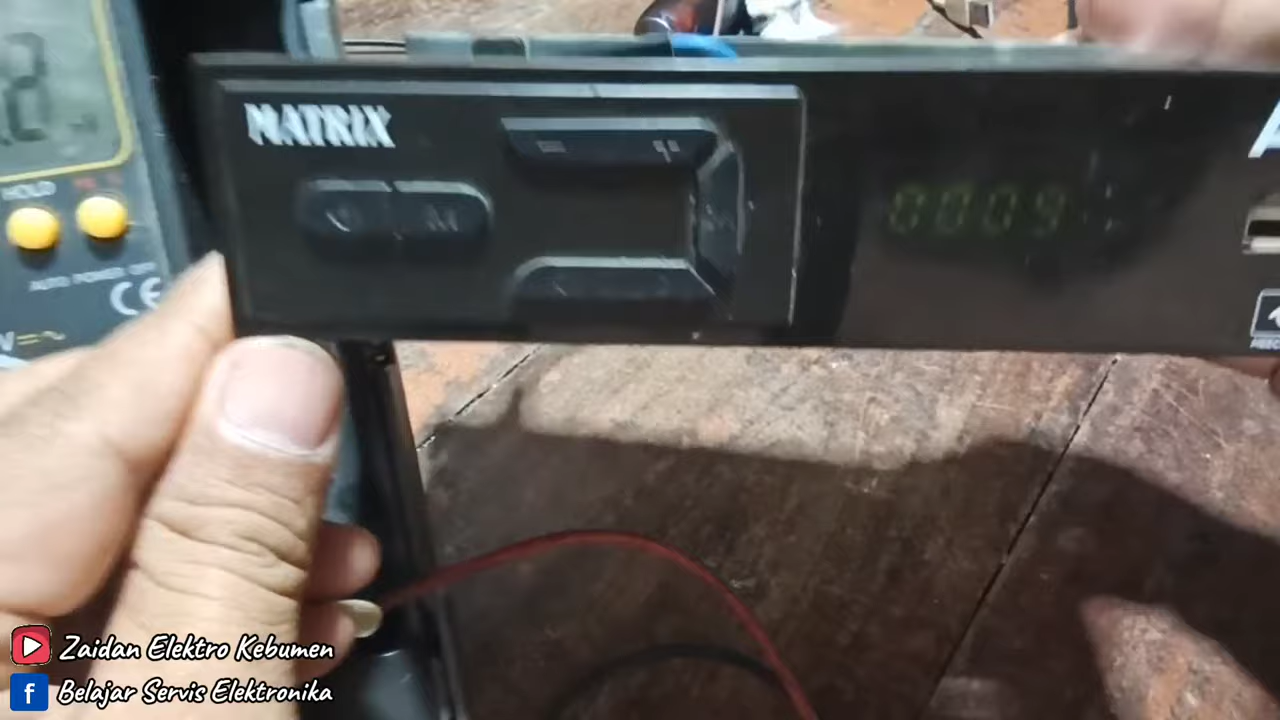 MATRIX
0009
HOLD
AUTO POWER OFF
CE
V
Zaidan Elektro Kebumen
Belajar Servis Elektronika